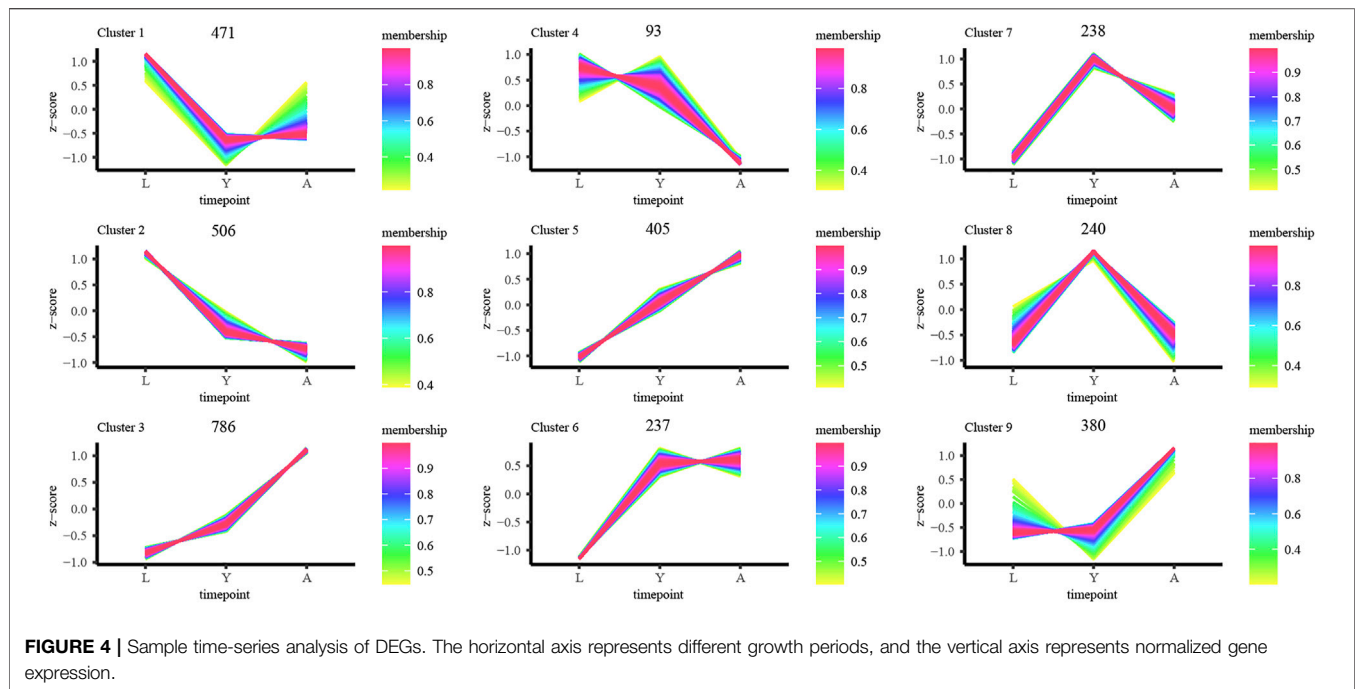 Cluster 1 471 membership
1.0
0.5
0.0
−0.5
−1.0
z−score
L Y A
timepoint
0.8
0.6
0.4
Cluster 4 93 membership
1.0
0.5
0.0
−0.5
−1.0
z−score
L Y A
timepoint
0.8
0.6
0.4
Cluster 7 238 membership
1.0
0.5
0.0
−0.5
−1.0
z−score
L Y A
timepoint
0.9
0.8
0.7
0.6
0.5
Cluster 2 506 membership
1.0
0.5
0.0
−0.5
−1.0
z−score
L Y A
timepoint
0.8
0.6
0.4
Cluster 5 405 membership
1.0
0.5
0.0
−0.5
−1.0
z−score
L Y A
timepoint
0.9
0.8
0.7
0.6
0.5
Cluster 8 240 membership
1.0
0.5
0.0
−0.5
−1.0
z−score
L Y A
timepoint
0.8
0.6
0.4
Cluster 3 786 membership
1.0
0.5
0.0
−0.5
−1.0
z−score
L Y A
timepoint
0.9
0.8
0.7
0.6
0.5
Cluster 6 237 membership
0.5
0.0
−0.5
−1.0
z−score
L Y A
timepoint
0.9
0.8
0.7
0.6
0.5
Cluster 9 380 membership
1.0
0.5
0.0
−0.5
−1.0
z−score
L Y A
timepoint
0.8
0.6
0.4
FIGURE 4 | Sample time-series analysis of DEGs. The horizontal axis represents different growth periods, and the vertical axis represents normalized gene
expression.